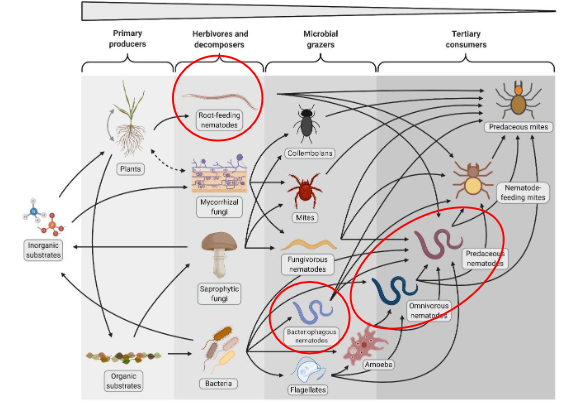 Primary
producers
Herbivores and
decomposers
Microbial
grazers
Tertiary
consumers
Root-feeding
nematodes
Plants
Collembolans
Predaceous mites
Mycorrhizal
fungi
Mites
Nematode-
feeding mites
Inorganic
substrates
Saprophytic
fungi
Fungivorous
nematodes
Predaceous
nematodes
Omnivorous
nematodes
Bacteriophagous
nematodes
Organic
substrates
Bacteria
Flagellates
Amoeba